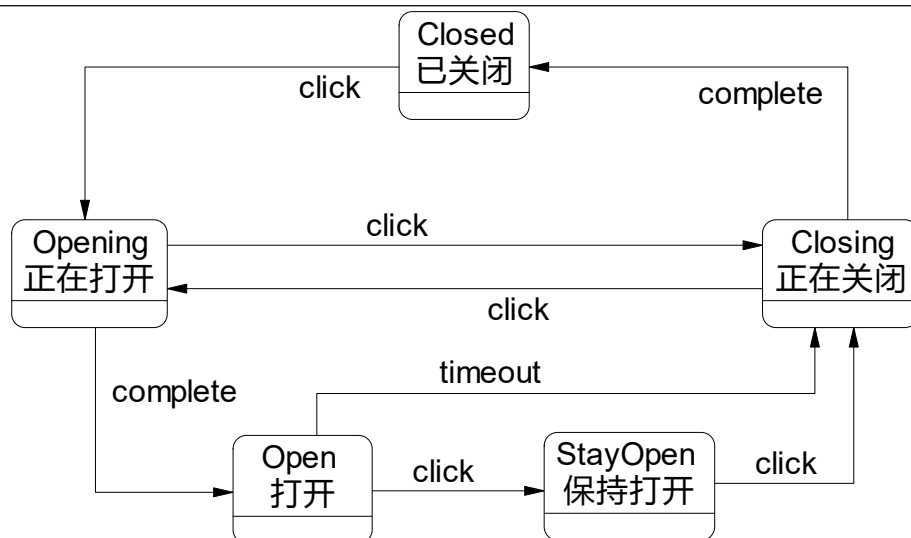 Closed
已关闭
click
complete
click
Opening
正在打开
Closing
正在关闭
click
timeout
complete
Open
打开
click
StayOpen
保持打开
click